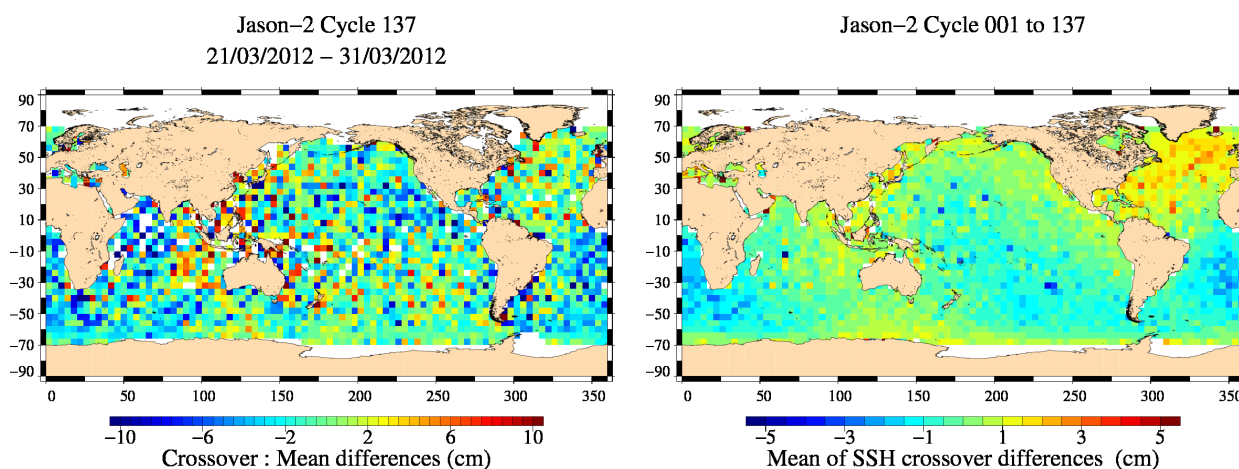 Jason−2 Cycle 137
21/03/2012 − 31/03/2012
90
70
50
30
10
−10
−30
−50
−70
−90
0 50 100 150 200 250 300 350
−10 −6 −2 2 6 10
Crossover : Mean differences (cm)
Jason−2 Cycle 001 to 137
90
70
50
30
10
−10
−30
−50
−70
−90
0 50 100 150 200 250 300 350
−5 −3 −1 1 3 5
Mean of SSH crossover differences (cm)